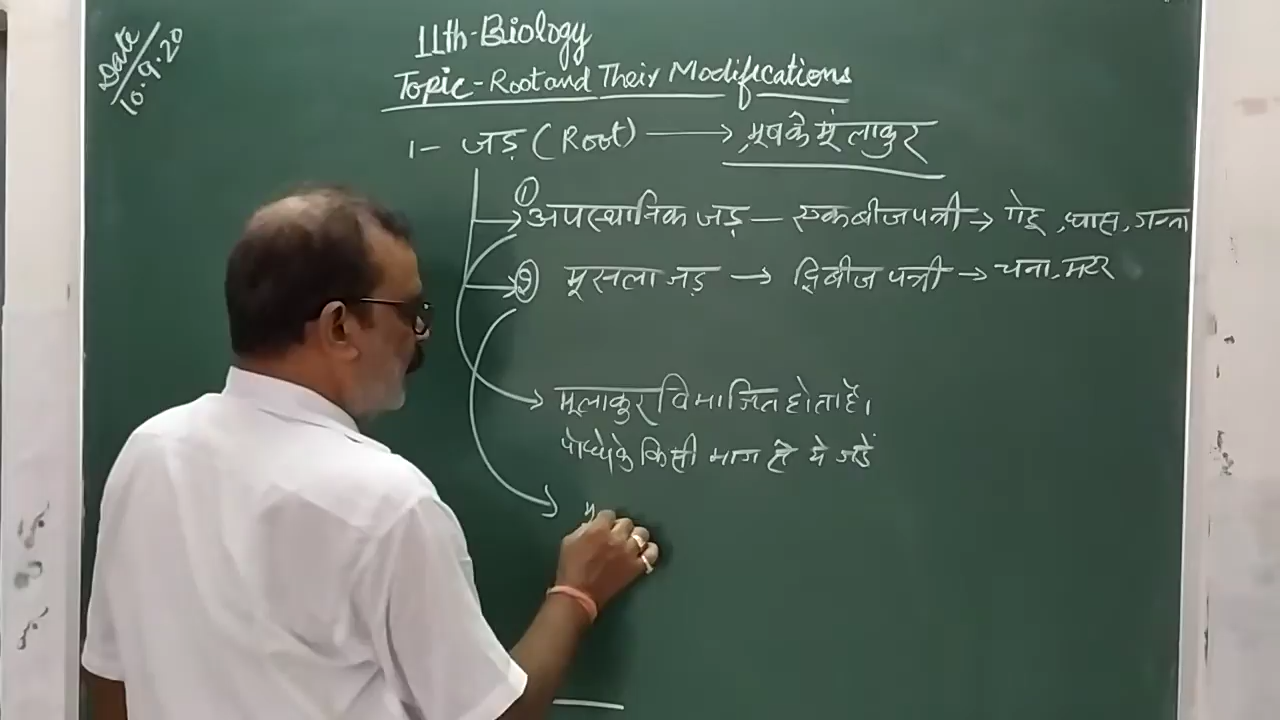 Date
10.9.20
11th-Biology
Topic-Root and Their Modifications
1- जड़ (Root) → भ्रूण के मूंलाकुर
① अपस्थानिक जड़ – एकबीजपत्री → गेहू, घास, गन्ना
② मूसला जड़ → द्विबीज पत्री → चना, मटर
मूलाकुर विभाजित होता है।
किसी भाग से ये जड़ें